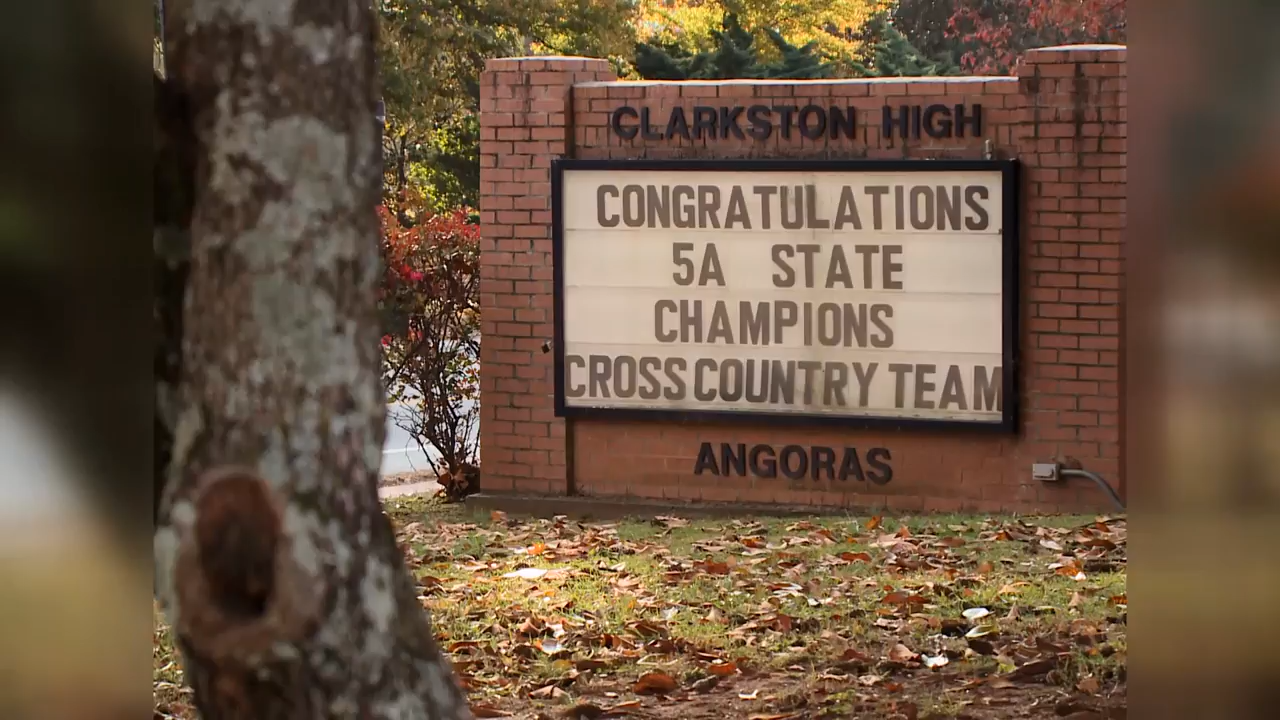 CLARKSTON HIGH
CONGRATULATIONS
5A STATE
CHAMPIONS
CROSS COUNTRY TEAM
ANGORAS